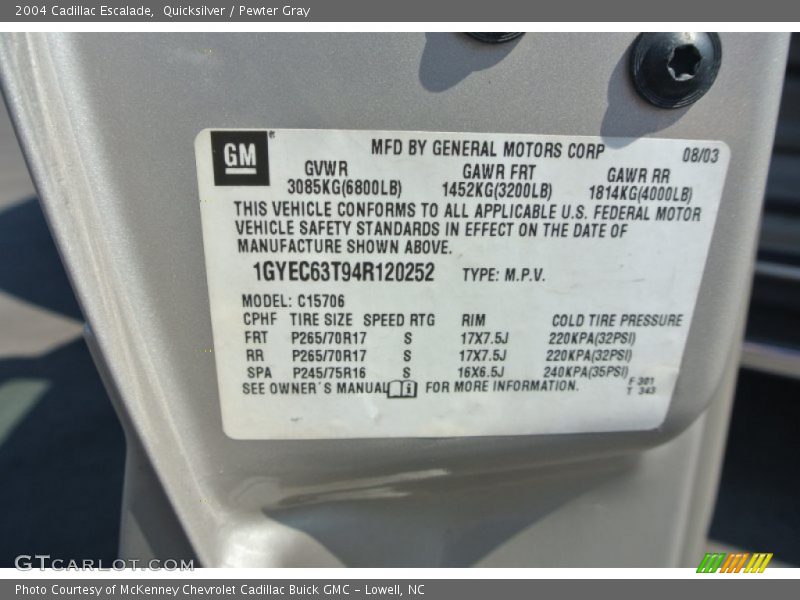 2004 Cadillac Escalade, Quicksilver / Pewter Gray
GM
MFD BY GENERAL MOTORS CORP 08/03
GVWR GAWR FRT GAWR RR
3085KG(6800LB) 1452KG(3200LB) 1814KG(4000LB)
THIS VEHICLE CONFORMS TO ALL APPLICABLE U.S. FEDERAL MOTOR
VEHICLE SAFETY STANDARDS IN EFFECT ON THE DATE OF
MANUFACTURE SHOWN ABOVE.
1GYEC63T94R120252 TYPE: M.P.V.
MODEL: C15706
CPHF TIRE SIZE SPEED RTG RIM COLD TIRE PRESSURE
FRT P265/70R17 S 17X7.5J 220KPA(32PSI)
RR P265/70R17 S 17X7.5J 220KPA(32PSI)
SPA P245/75R16 S 16X6.5J 240KPA(35PSI)
SEE OWNER'S MANUAL FOR MORE INFORMATION.
F 301
T 343
GTCARLOT.COM
Photo Courtesy of McKenney Chevrolet Cadillac Buick GMC - Lowell, NC